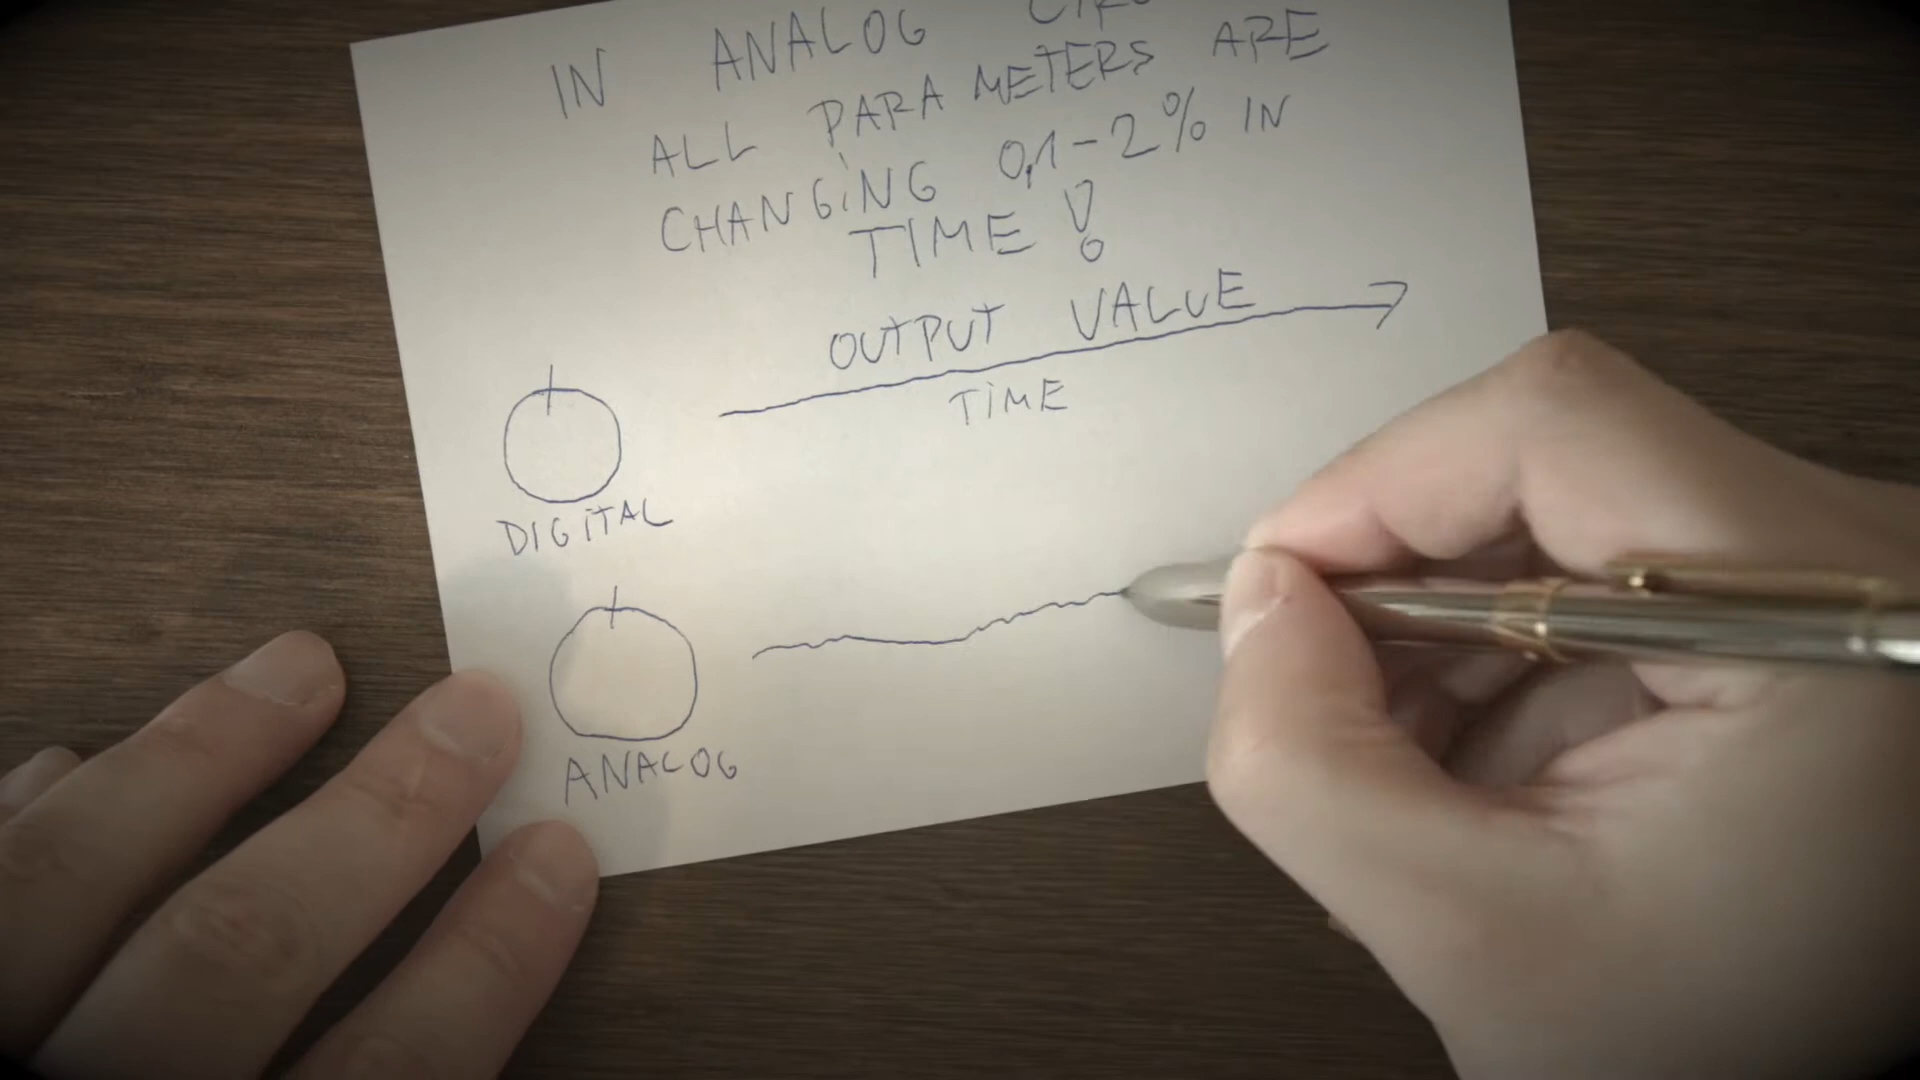 IN ANALOG
ALL PARAMETERS ARE
CHANGING 0,1-2% IN
TIME!
OUTPUT VALUE
TIME
DIGITAL
ANALOG